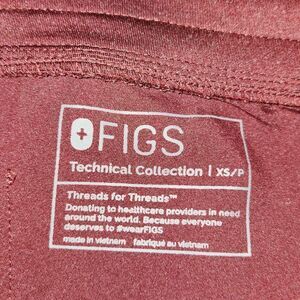 FIGS
Technical Collection | XS/P
Threads for Threads™
Donating to healthcare providers in need
around the world. Because everyone
deserves to #wearFIGS
made in vietnam fabriqué au vietnam